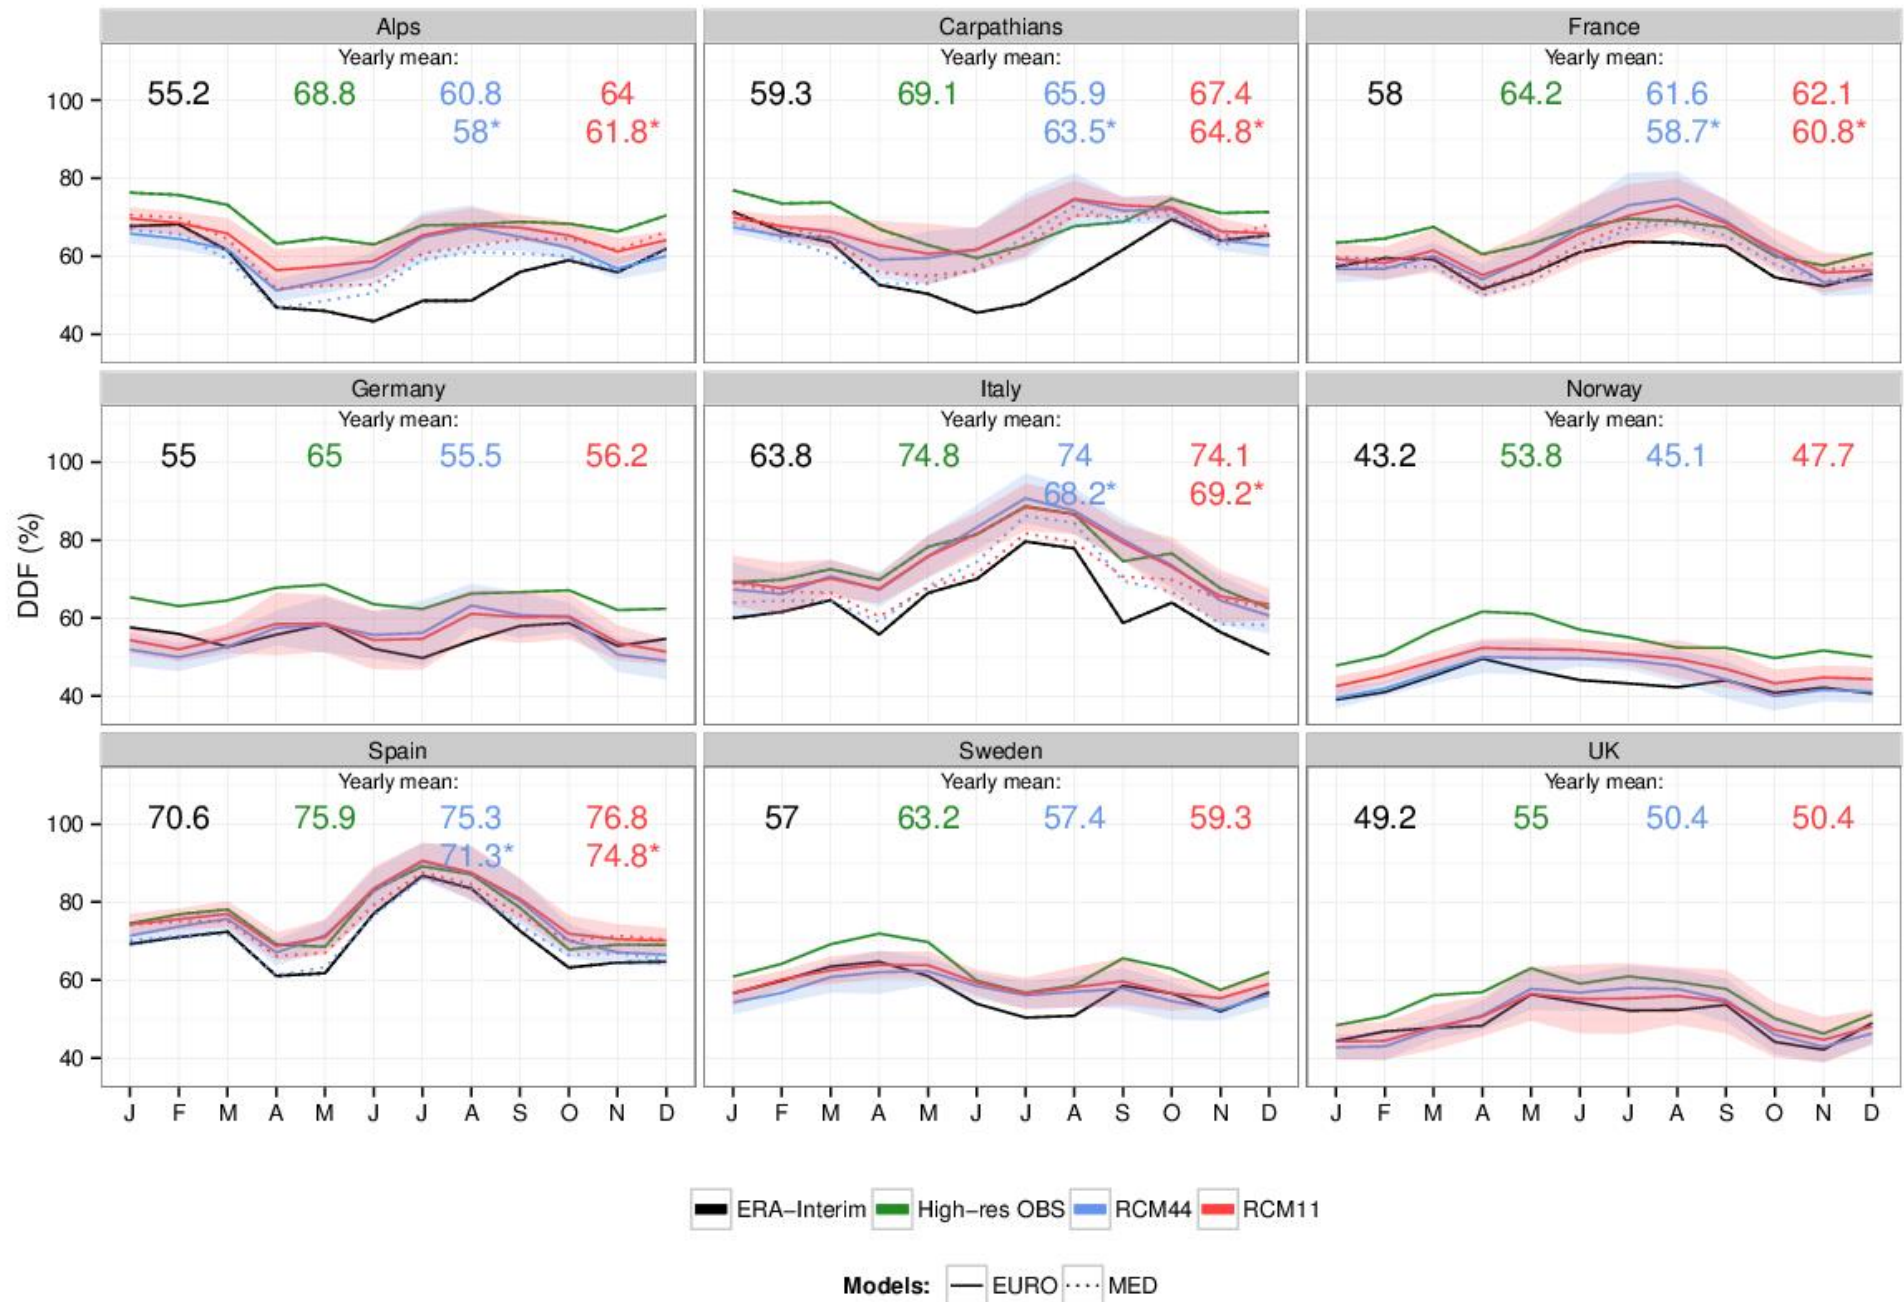 Alps Carpathians France
Yearly mean: Yearly mean: Yearly mean:
100 55.2 68.8 60.8 64 59.3 69.1 65.9 67.4 58 64.2 61.6 62.1
58* 61.8* 63.5* 64.8* 58.7* 60.8*
80
60
40
Germany Italy Norway
Yearly mean: Yearly mean: Yearly mean:
100 55 65 55.5 56.2 63.8 74.8 74 74.1 43.2 53.8 45.1 47.7
68.2* 69.2*
80
DDF (%)
60
40
Spain Sweden UK
Yearly mean: Yearly mean: Yearly mean:
100 70.6 75.9 75.3 76.8 57 63.2 57.4 59.3 49.2 55 50.4 50.4
71.3* 74.8*
80
60
40
J F M A M J J A S O N D J F M A M J J A S O N D J F M A M J J A S O N D
ERA−Interim High−res OBS RCM44 RCM11
Models: EURO MED